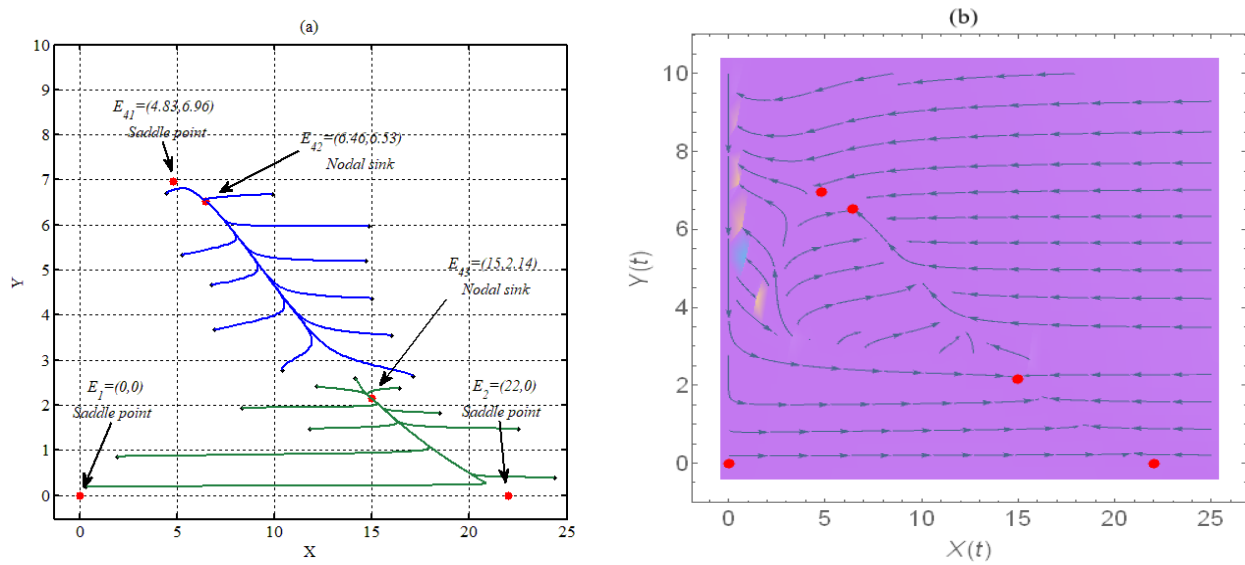 (a)
10
9
8
7
6
5
4
3
2
1
0
Y
E41=(4.83,6.96)
Saddle point
E42=(6.46,6.53)
Nodal sink
E43=(15,2.14)
Nodal sink
E1=(0,0)
Saddle point
E2=(22,0)
Saddle point
0 5 10 15 20 25
X
(b)
10
8
6
4
2
0
Y(t)
0 5 10 15 20 25
X(t)